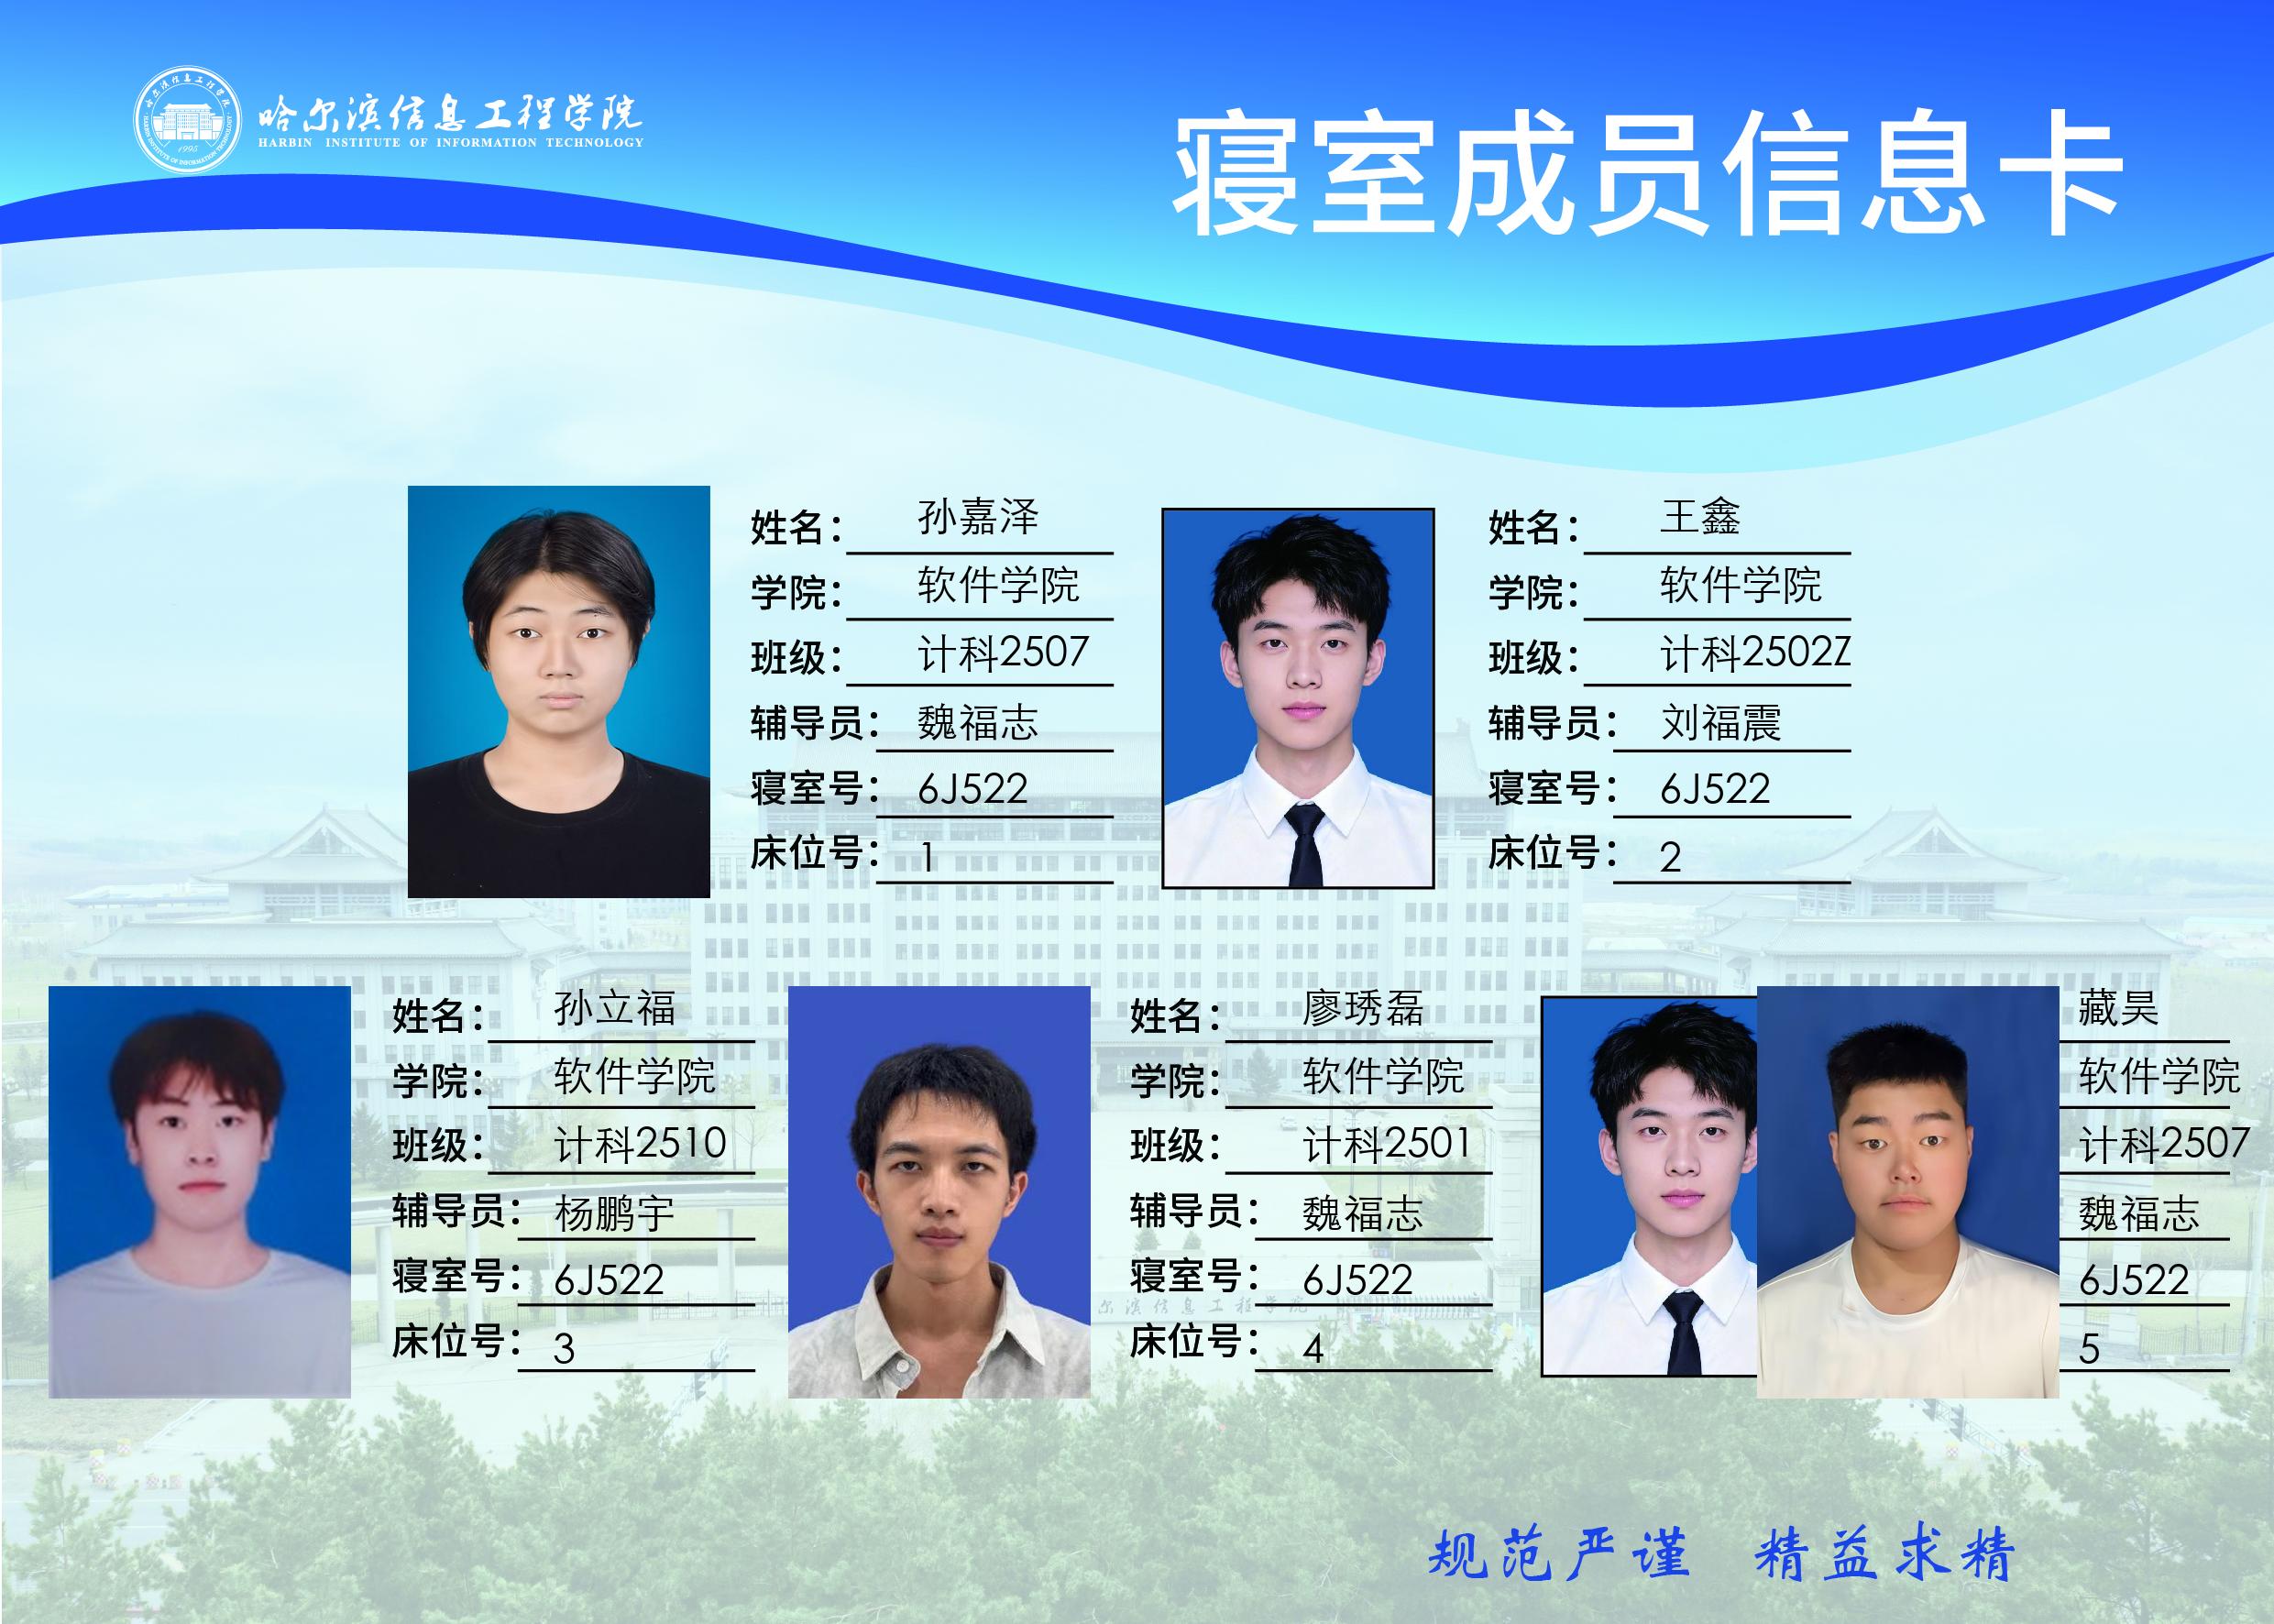 哈尔滨信息工程学院
HARBIN INSTITUTE OF INFORMATION TECHNOLOGY
1995
寝室成员信息卡
姓名： 孙嘉泽
学院： 软件学院
班级： 计科2507
辅导员： 魏福志
寝室号： 6J522
床位号： 1
姓名： 王鑫
学院： 软件学院
班级： 计科2502Z
辅导员： 刘福震
寝室号： 6J522
床位号： 2
姓名： 孙立福
学院： 软件学院
班级： 计科2510
辅导员： 杨鹏宇
寝室号： 6J522
床位号： 3
姓名： 廖琇磊
学院： 软件学院
班级： 计科2501
辅导员： 魏福志
寝室号： 6J522
床位号： 4
藏昊
软件学院
计科2507
魏福志
6J522
5
规范严谨 精益求精